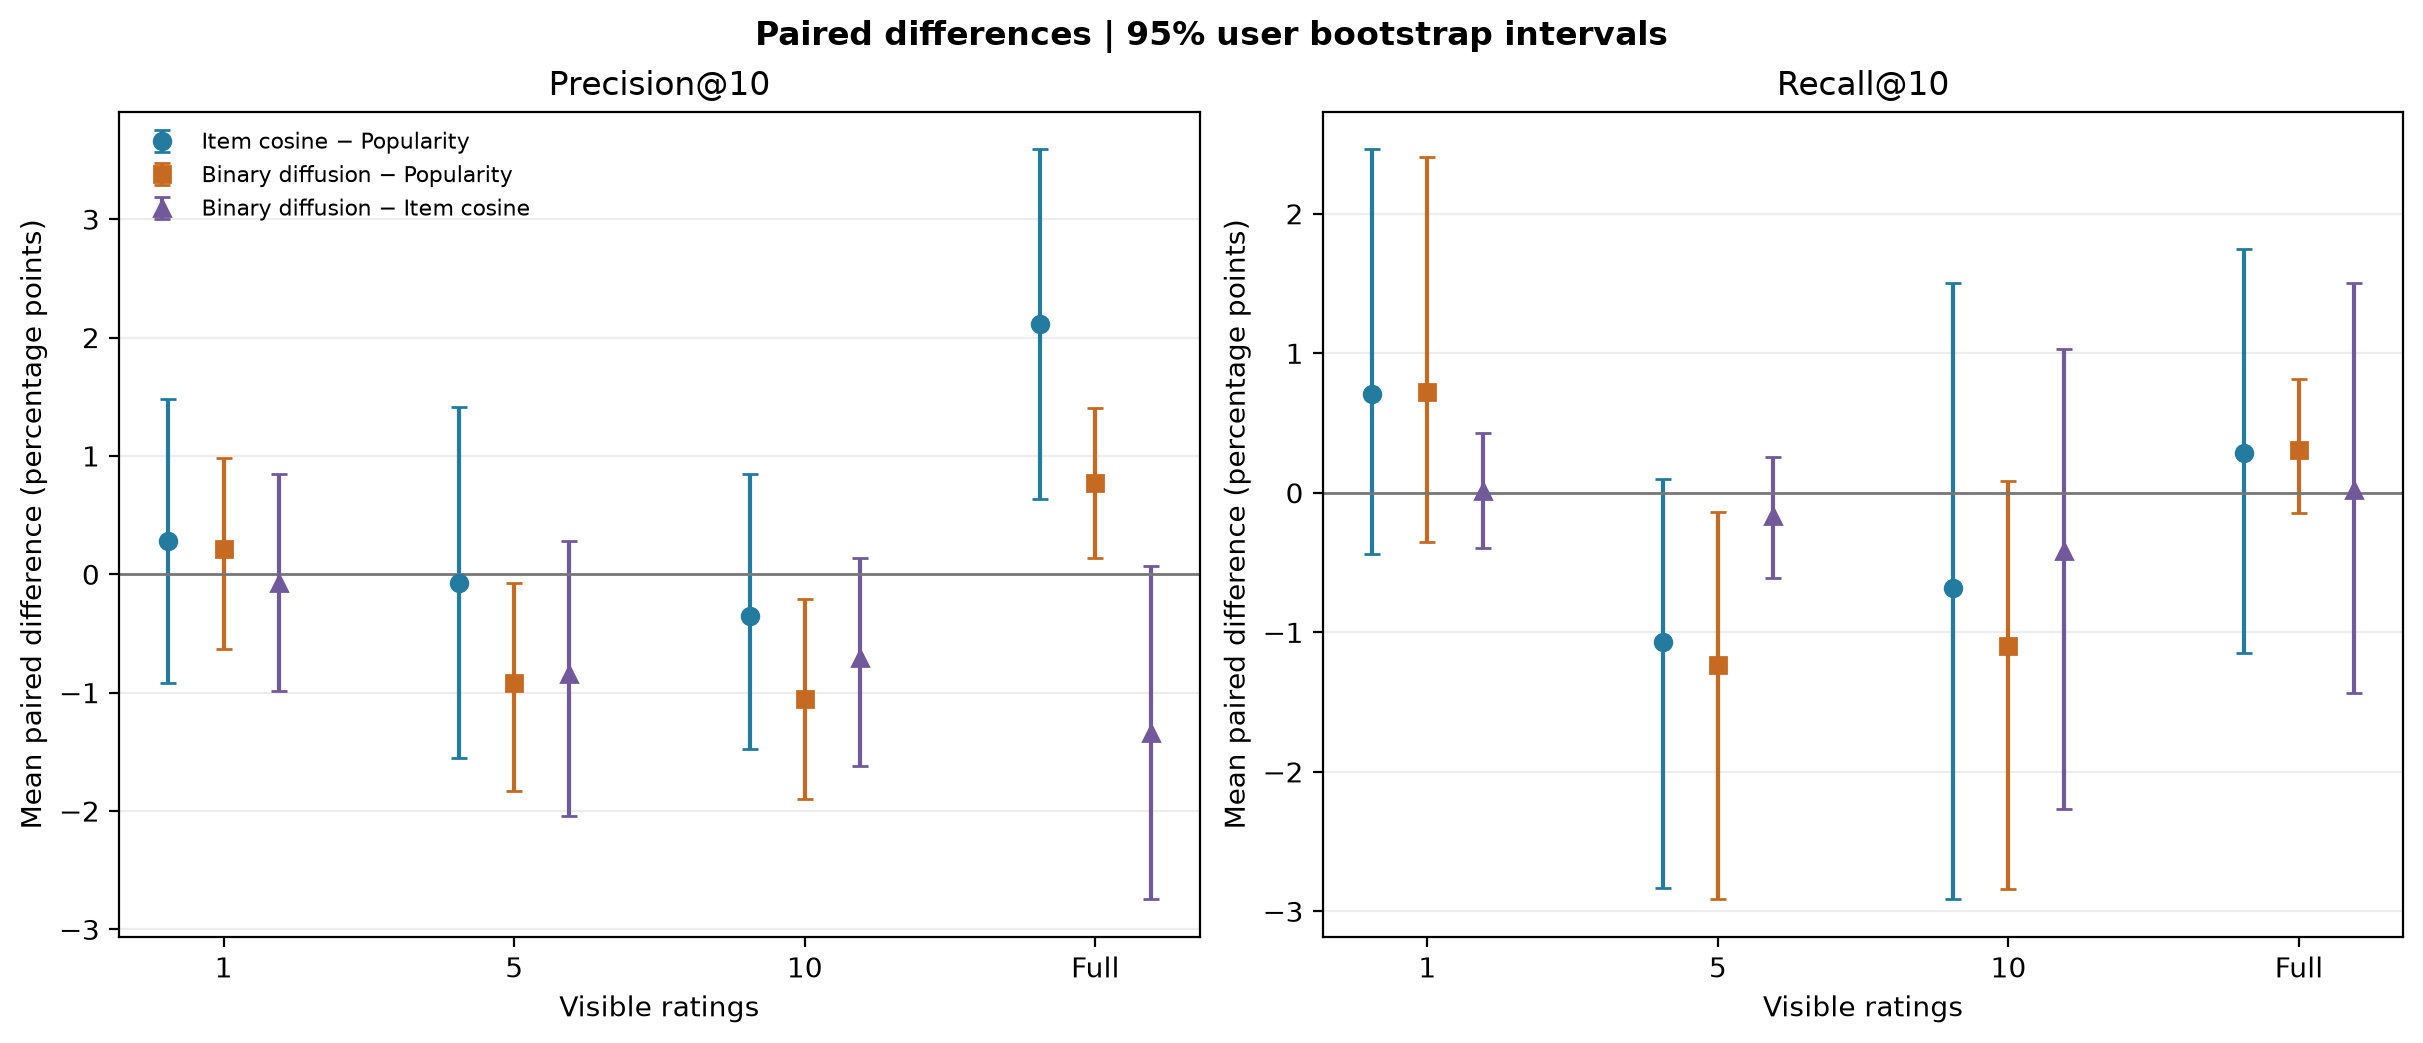 Paired differences | 95% user bootstrap intervals
Precision@10
Item cosine − Popularity
Binary diffusion − Popularity
Binary diffusion − Item cosine
Mean paired difference (percentage points)
3
2
1
0
−1
−2
−3
1
5
10
Full
Visible ratings
Recall@10
Mean paired difference (percentage points)
2
1
0
−1
−2
−3
1
5
10
Full
Visible ratings